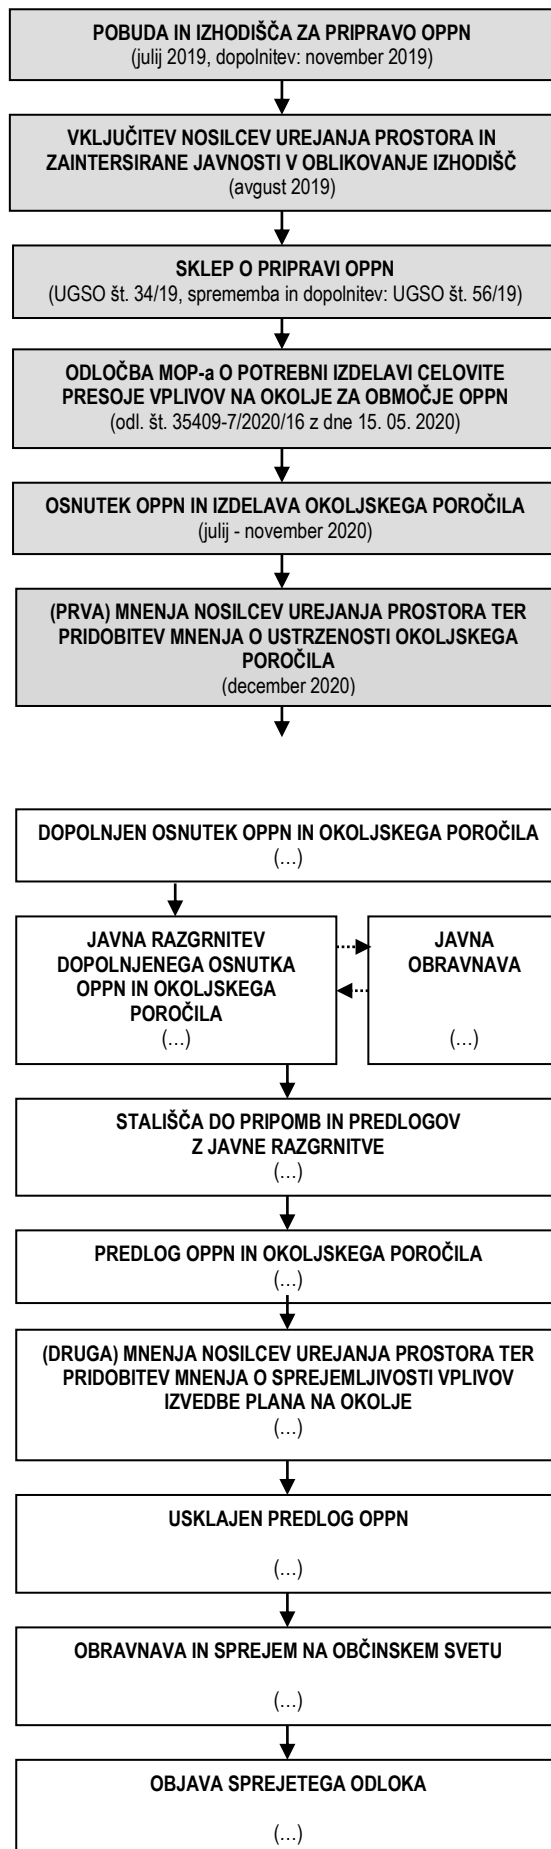 POBUDA IN IZHODIŠČA ZA PRIPRAVO OPPN
(julij 2019, dopolnitev: november 2019)
VKLJUČITEV NOSILCEV UREJANJA PROSTORA IN
ZAINTERSIRANE JAVNOSTI V OBLIKOVANJE IZHODIŠČ
(avgust 2019)
SKLEP O PRIPRAVI OPPN
(UGSO št. 34/19, sprememba in dopolnitev: UGSO št. 56/19)
ODLOČBA MOP-a O POTREBNI IZDELAVI CELOVITE
PRESOJE VPLIVOV NA OKOLJE ZA OBMOČJE OPPN
(odl. št. 35409-7/2020/16 z dne 15. 05. 2020)
OSNUTEK OPPN IN IZDELAVA OKOLJSKEGA POROČILA
(julij - november 2020)
(PRVA) MNENJA NOSILCEV UREJANJA PROSTORA TER
PRIDOBITEV MNENJA O USTRZENOSTI OKOLJSKEGA
POROČILA
(december 2020)
DOPOLNJEN OSNUTEK OPPN IN OKOLJSKEGA POROČILA
(...)
JAVNA RAZGRNITEV
DOPOLNJENEGA OSNUTKA
OPPN IN OKOLJSKEGA
POROČILA
(...)
JAVNA
OBRAVNAVA
(...)
STALIŠČA DO PRIPOMB IN PREDLOGOV
Z JAVNE RAZGRNITVE
(...)
PREDLOG OPPN IN OKOLJSKEGA POROČILA
(...)
(DRUGA) MNENJA NOSILCEV UREJANJA PROSTORA TER
PRIDOBITEV MNENJA O SPREJEMLJIVOSTI VPLIVOV
IZVEDBE PLANA NA OKOLJE
(...)
USKLAJEN PREDLOG OPPN
(...)
OBRAVNAVA IN SPREJEM NA OBČINSKEM SVETU
(...)
OBJAVA SPREJETEGA ODLOKA
(...)